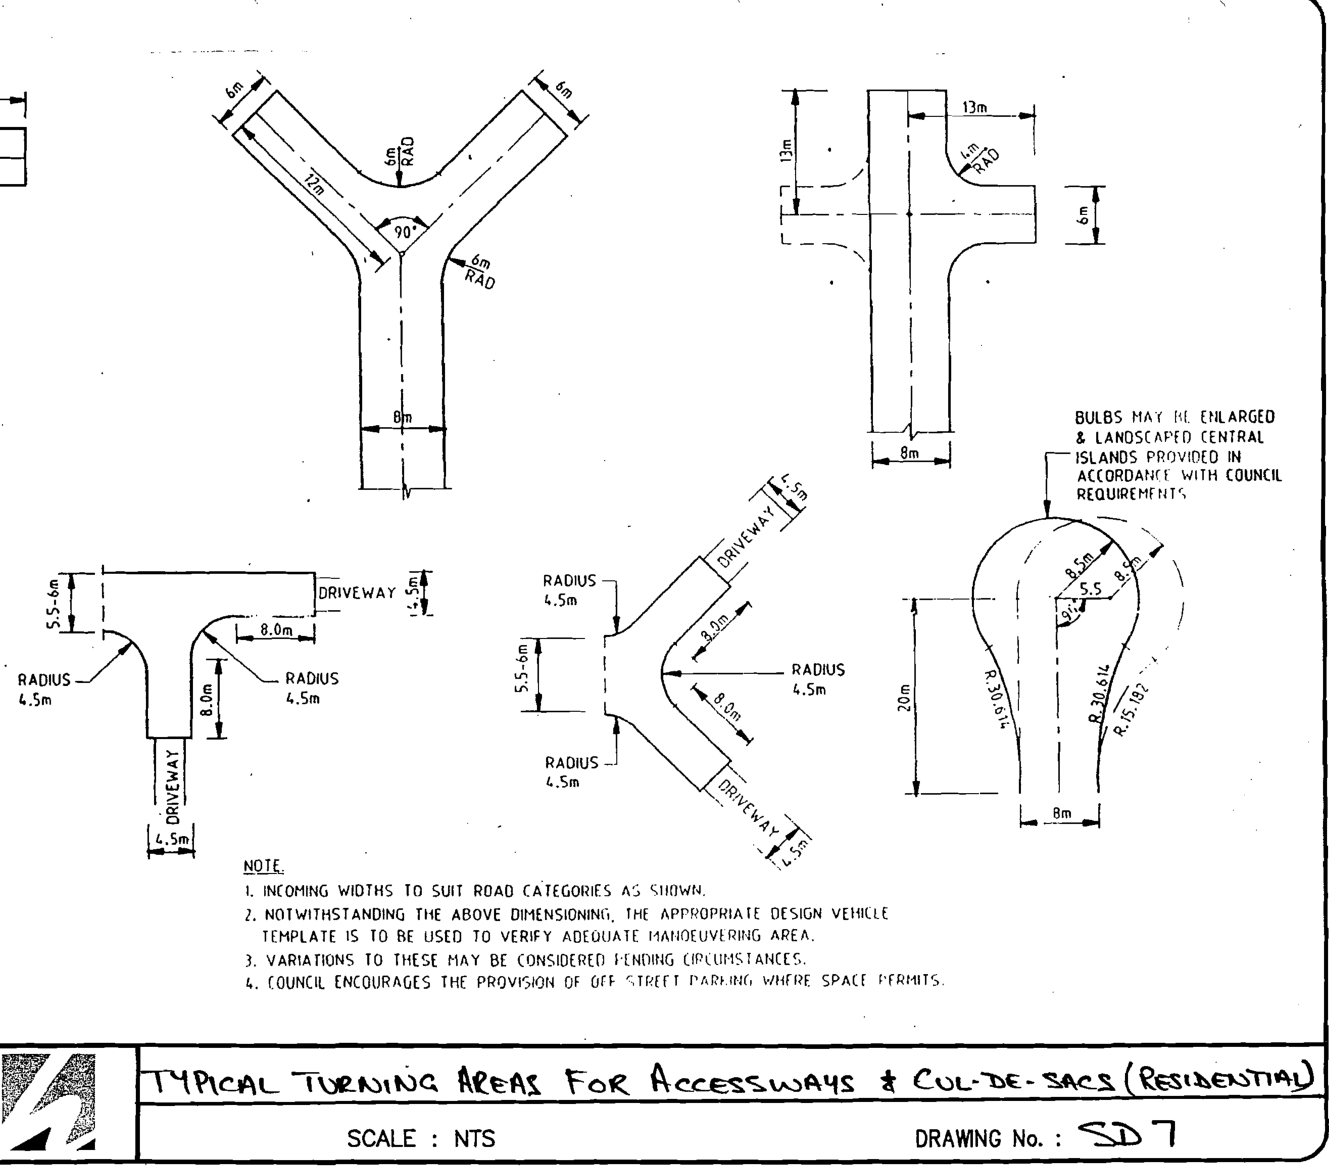 6m
6m
6m
RAD
12m
90°
6m
RAD
8m
13m
13m
4m
RAD
6m
8m
BULBS MAY BE ENLARGED
& LANDSCAPED CENTRAL
ISLANDS PROVIDED IN
ACCORDANCE WITH COUNCIL
REQUIREMENTS
5.5-6m
DRIVEWAY
4.5m
8.0m
RADIUS
4.5m
RADIUS
4.5m
8.0m
DRIVEWAY
4.5m
4.5m
DRIVEWAY
RADIUS
4.5m
8.0m
5.5-6m
RADIUS
4.5m
8.0m
RADIUS
4.5m
DRIVEWAY
4.5m
8.5m
8.5m
5.5
20m
R.30.614
R.30.614
R.15.182
8m
NOTE:
1. INCOMING WIDTHS TO SUIT ROAD CATEGORIES AS SHOWN.
2. NOTWITHSTANDING THE ABOVE DIMENSIONING, THE APPROPRIATE DESIGN VEHICLE
TEMPLATE IS TO BE USED TO VERIFY ADEQUATE MANOEUVERING AREA.
3. VARIATIONS TO THESE MAY BE CONSIDERED PENDING CIRCUMSTANCES.
4. COUNCIL ENCOURAGES THE PROVISION OF OFF STREET PARKING WHERE SPACE PERMITS.
TYPICAL TURNING AREAS FOR ACCESSWAYS & CUL-DE-SACS (RESIDENTIAL)
SCALE : NTS
DRAWING No. : SD 7